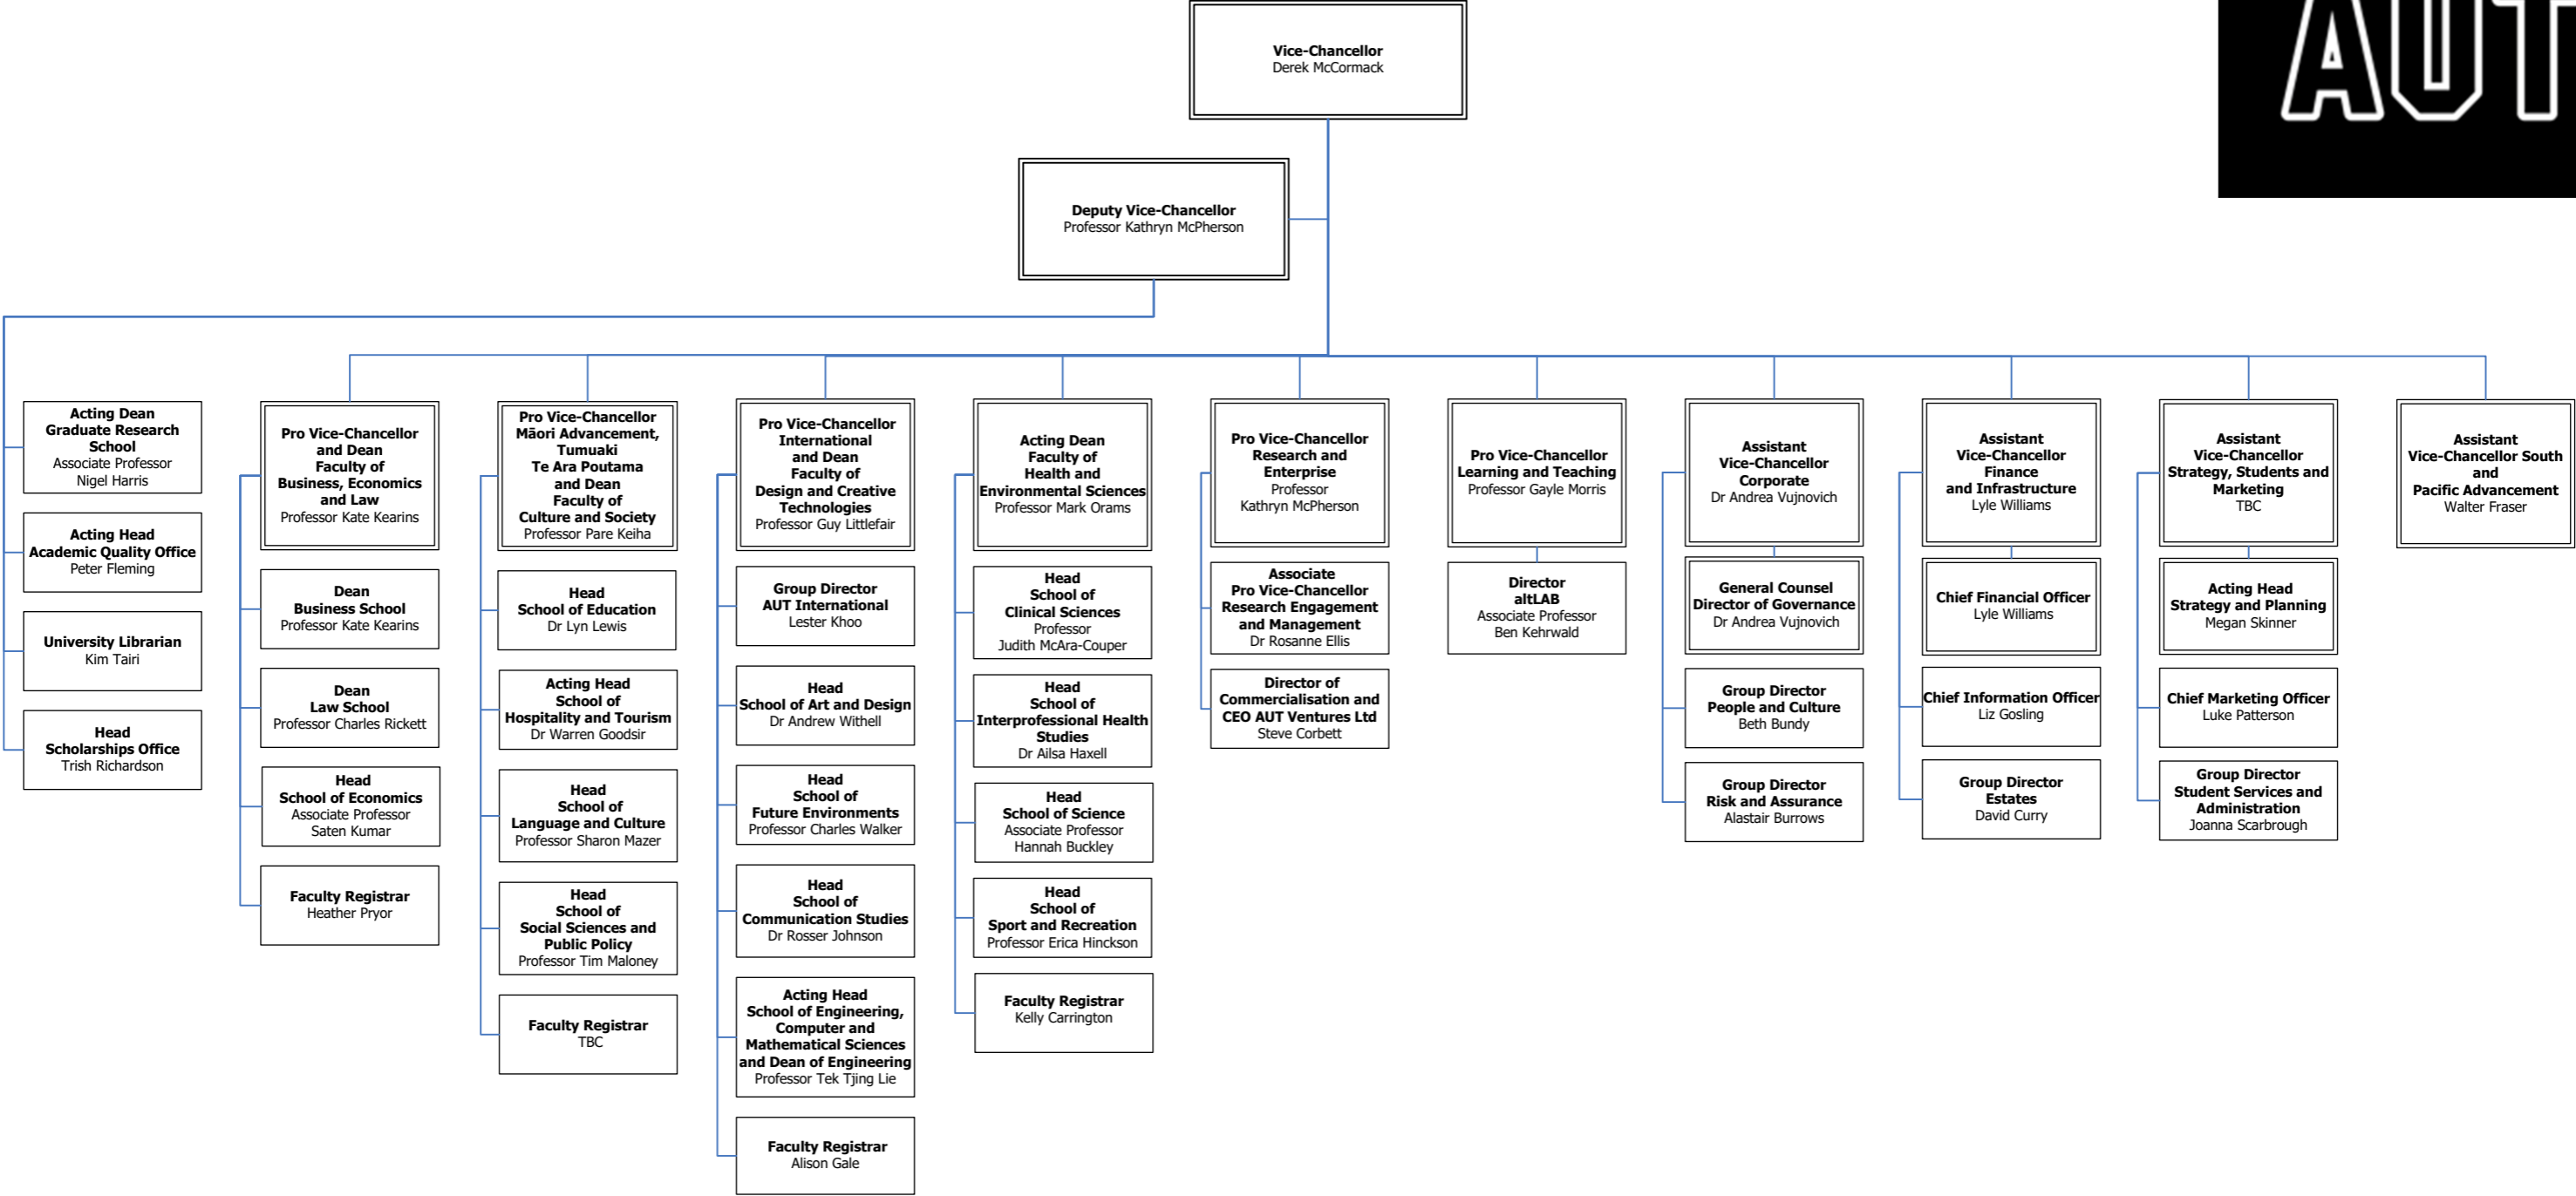 AUT
Vice-Chancellor
Derek McCormack
Deputy Vice-Chancellor
Professor Kathryn McPherson
Acting Dean
Graduate Research
School
Associate Professor
Nigel Harris
Acting Head
Academic Quality Office
Peter Fleming
University Librarian
Kim Tairi
Head
Scholarships Office
Trish Richardson
Pro Vice-Chancellor
and Dean
Faculty of
Business, Economics
and Law
Professor Kate Kearins
Dean
Business School
Professor Kate Kearins
Dean
Law School
Professor Charles Rickett
Head
School of Economics
Associate Professor
Saten Kumar
Faculty Registrar
Heather Pryor
Pro Vice-Chancellor
Māori Advancement,
Tumuaki
Te Ara Poutama
and Dean
Faculty of
Culture and Society
Professor Pare Keiha
Head
School of Education
Dr Lyn Lewis
Acting Head
School of
Hospitality and Tourism
Dr Warren Goodsir
Head
School of
Language and Culture
Professor Sharon Mazer
Head
School of
Social Sciences and
Public Policy
Professor Tim Maloney
Faculty Registrar
TBC
Pro Vice-Chancellor
International
and Dean
Faculty of
Design and Creative
Technologies
Professor Guy Littlefair
Group Director
AUT International
Lester Khoo
Head
School of Art and Design
Dr Andrew Withell
Head
School of
Future Environments
Professor Charles Walker
Head
School of
Communication Studies
Dr Rosser Johnson
Acting Head
School of Engineering,
Computer and
Mathematical Sciences
and Dean of Engineering
Professor Tek Tjing Lie
Faculty Registrar
Alison Gale
Acting Dean
Faculty of
Health and
Environmental Sciences
Professor Mark Orams
Head
School of
Clinical Sciences
Professor
Judith McAra-Couper
Head
School of
Interprofessional Health
Studies
Dr Ailsa Haxell
Head
School of Science
Associate Professor
Hannah Buckley
Head
School of
Sport and Recreation
Professor Erica Hinckson
Faculty Registrar
Kelly Carrington
Pro Vice-Chancellor
Research and
Enterprise
Professor
Kathryn McPherson
Associate
Pro Vice-Chancellor
Research Engagement
and Management
Dr Rosanne Ellis
Director of
Commercialisation and
CEO AUT Ventures Ltd
Steve Corbett
Pro Vice-Chancellor
Learning and Teaching
Professor Gayle Morris
Director
altLAB
Associate Professor
Ben Kehrwald
Assistant
Vice-Chancellor
Corporate
Dr Andrea Vujnovich
General Counsel
Director of Governance
Dr Andrea Vujnovich
Group Director
People and Culture
Beth Bundy
Group Director
Risk and Assurance
Alastair Burrows
Assistant
Vice-Chancellor
Finance
and Infrastructure
Lyle Williams
Chief Financial Officer
Lyle Williams
Chief Information Officer
Liz Gosling
Group Director
Estates
David Curry
Assistant
Vice-Chancellor
Strategy, Students and
Marketing
TBC
Acting Head
Strategy and Planning
Megan Skinner
Chief Marketing Officer
Luke Patterson
Group Director
Student Services and
Administration
Joanna Scarbrough
Assistant
Vice-Chancellor South
and
Pacific Advancement
Walter Fraser